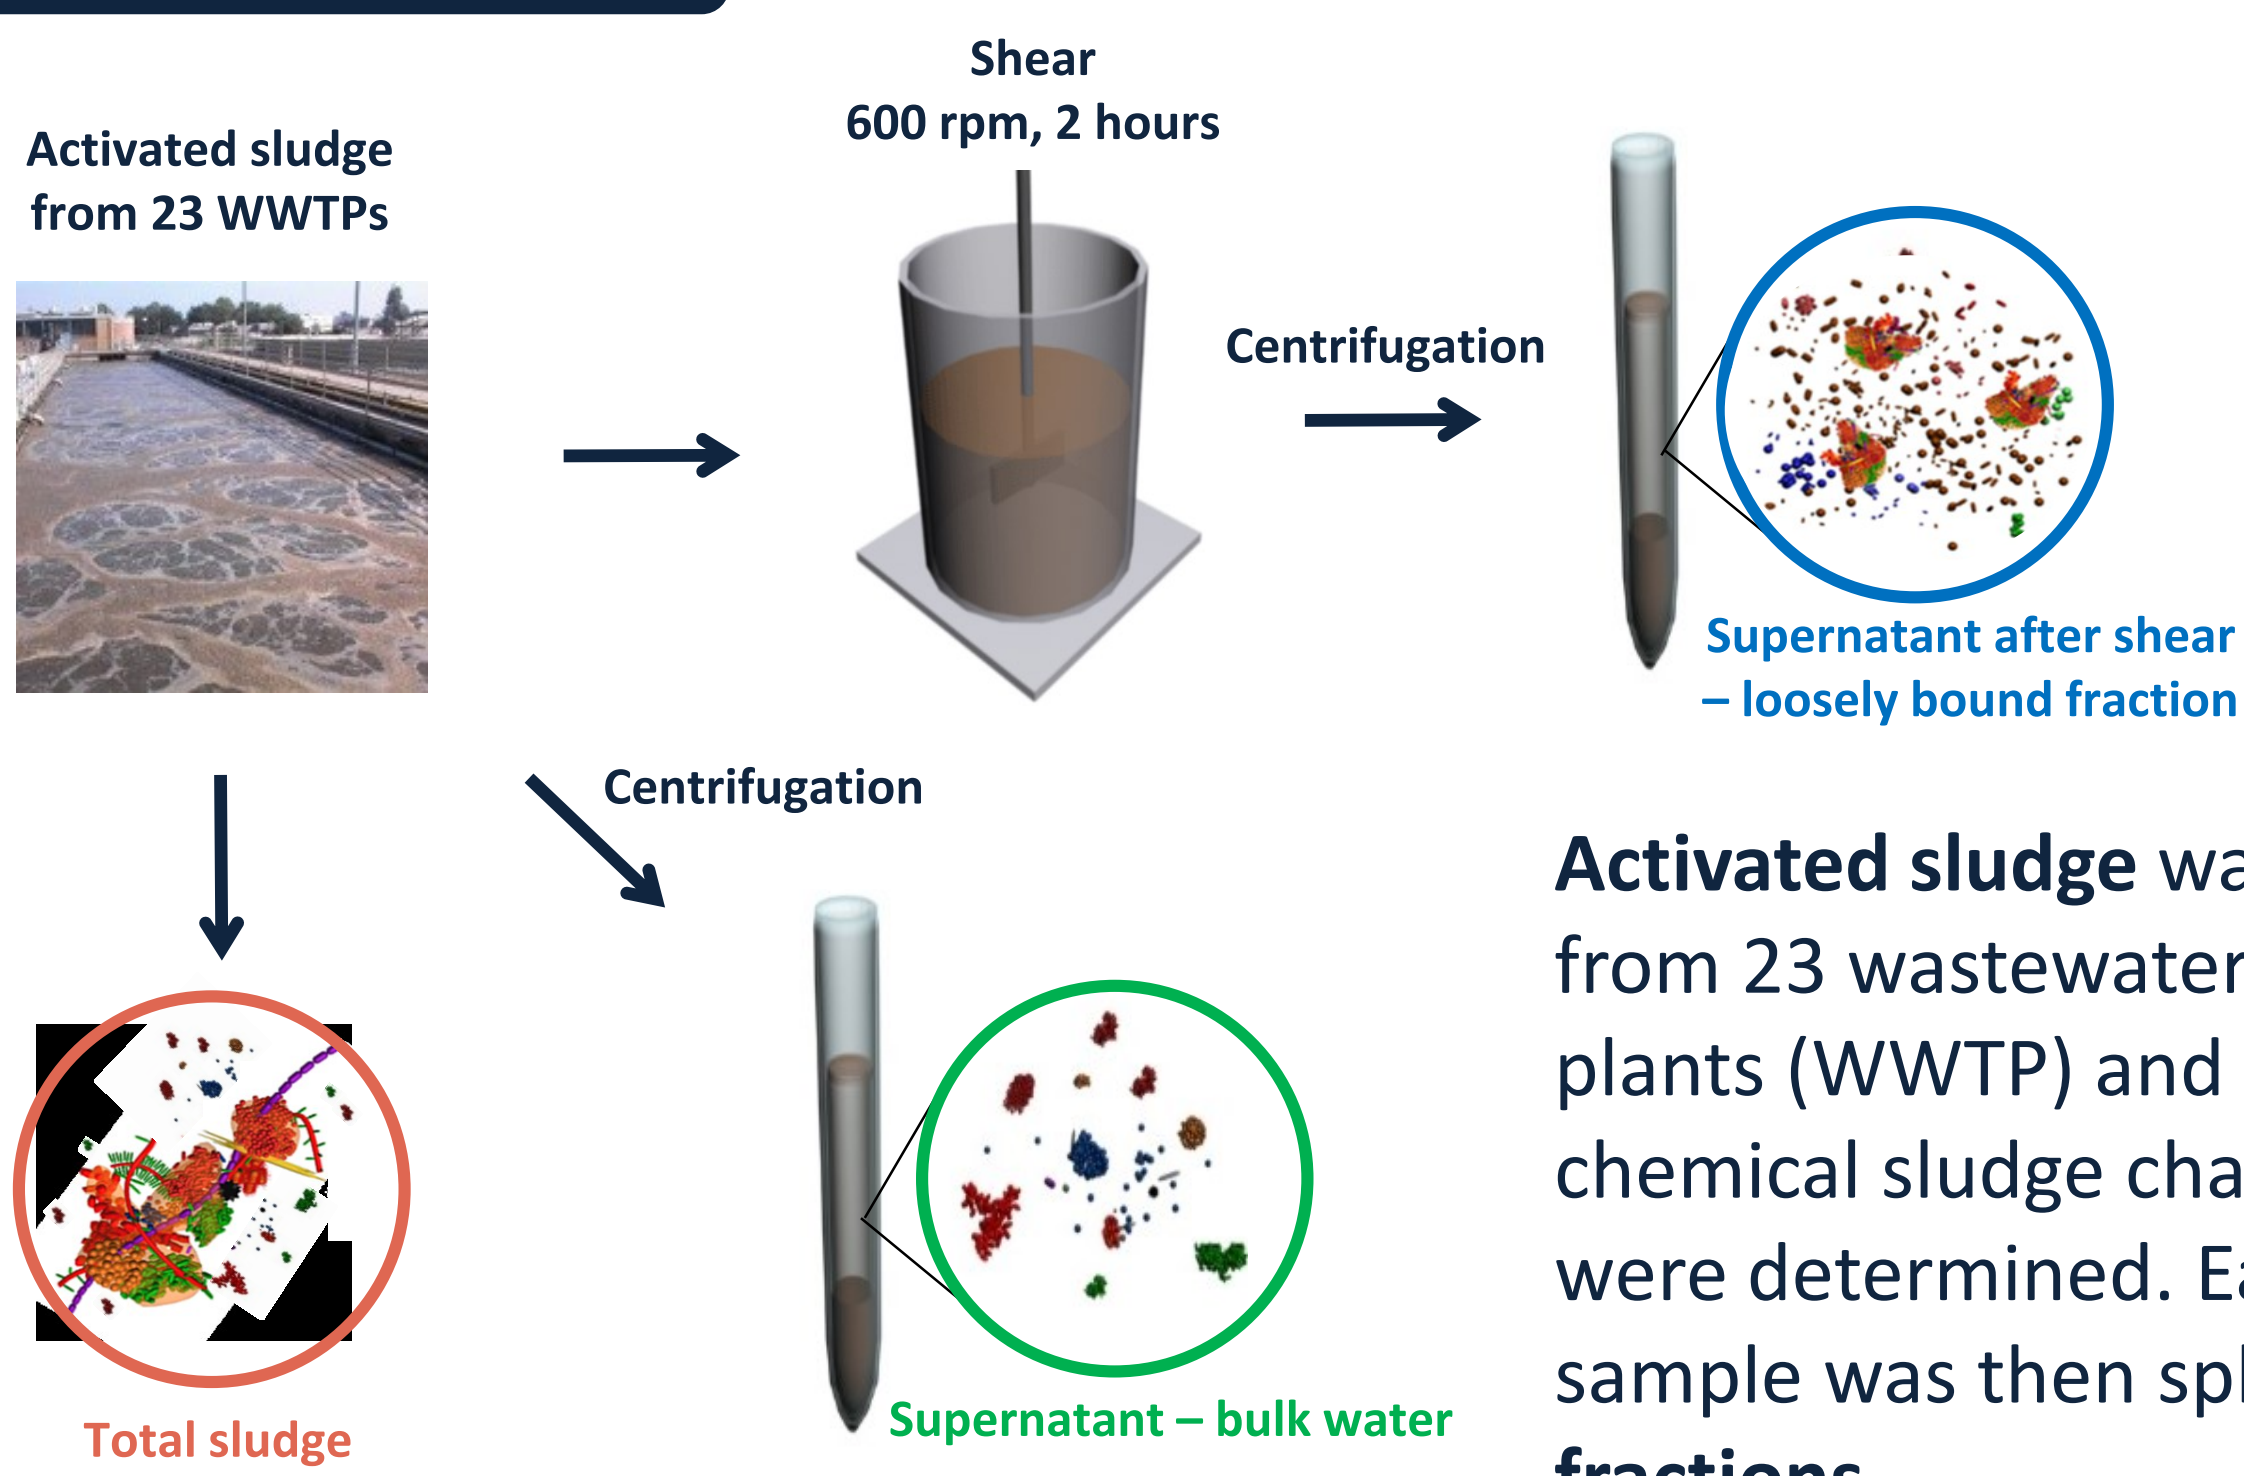 Shear
600 rpm, 2 hours
Activated sludge
from 23 WWTPs
Centrifugation
Supernatant after shear
– loosely bound fraction
Centrifugation
Total sludge
Supernatant – bulk water
Activated sludge
from 23 wastewater
plants (WWTP) and
chemical sludge
were determined.
sample was then
fractions